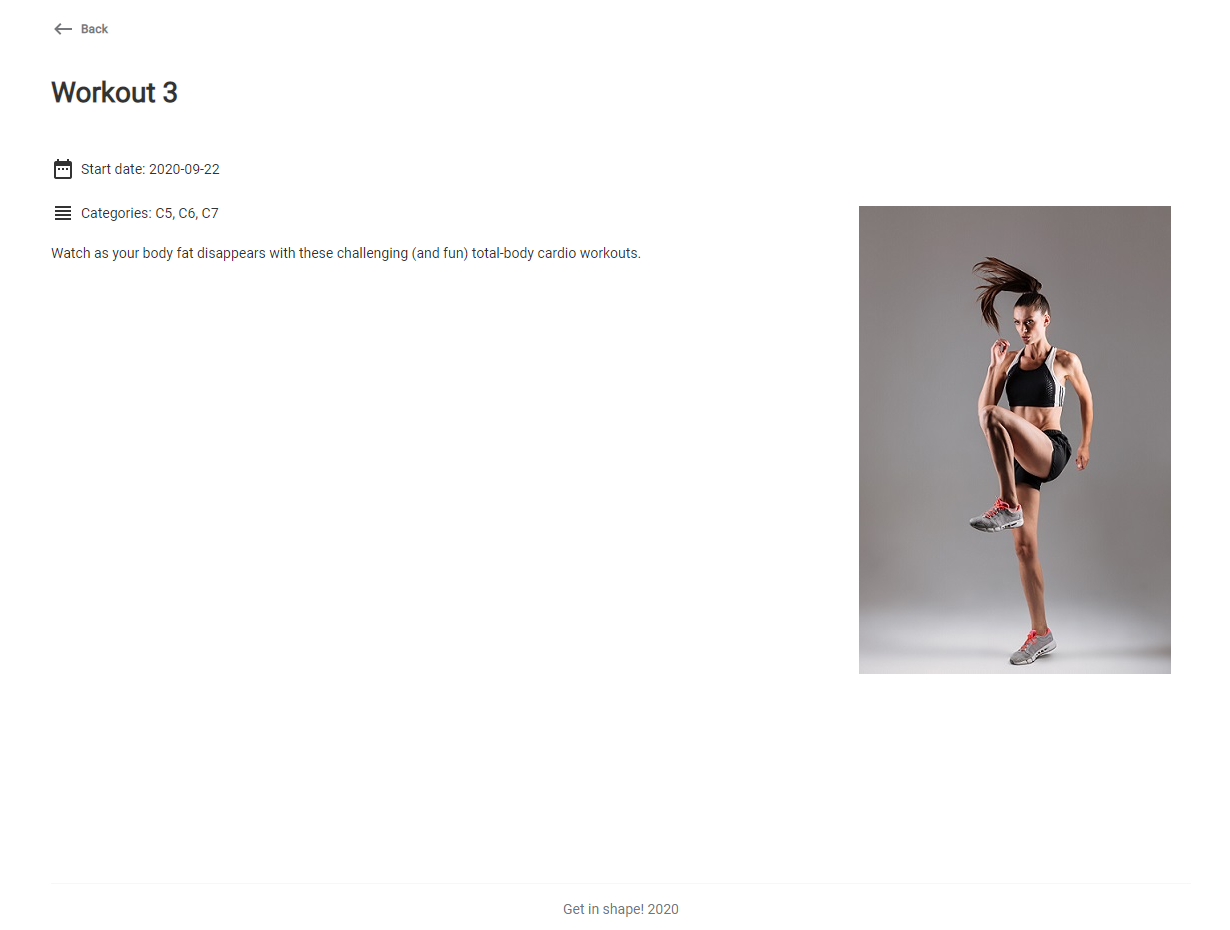 Back
Workout 3
Start date: 2020-09-22
Categories: C5, C6, C7
Watch as your body fat disappears with these challenging (and fun) total-body cardio workouts.
Get in shape! 2020